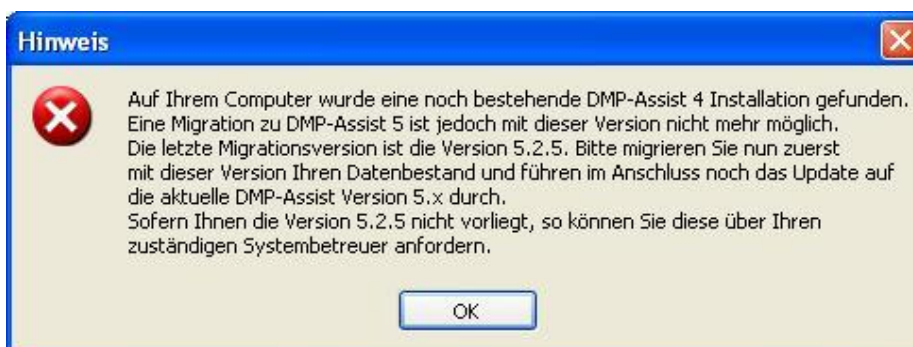 Hinweis
Auf Ihrem Computer wurde eine noch bestehende DMP-Assist 4 Installation gefunden.
Eine Migration zu DMP-Assist 5 ist jedoch mit dieser Version nicht mehr möglich.
Die letzte Migrationsversion ist die Version 5.2.5. Bitte migrieren Sie nun zuerst
mit dieser Version Ihren Datenbestand und führen im Anschluss noch das Update auf
die aktuelle DMP-Assist Version 5.x durch.
Sofern Ihnen die Version 5.2.5 nicht vorliegt, so können Sie diese über Ihren
zuständigen Systembetreuer anfordern.
OK